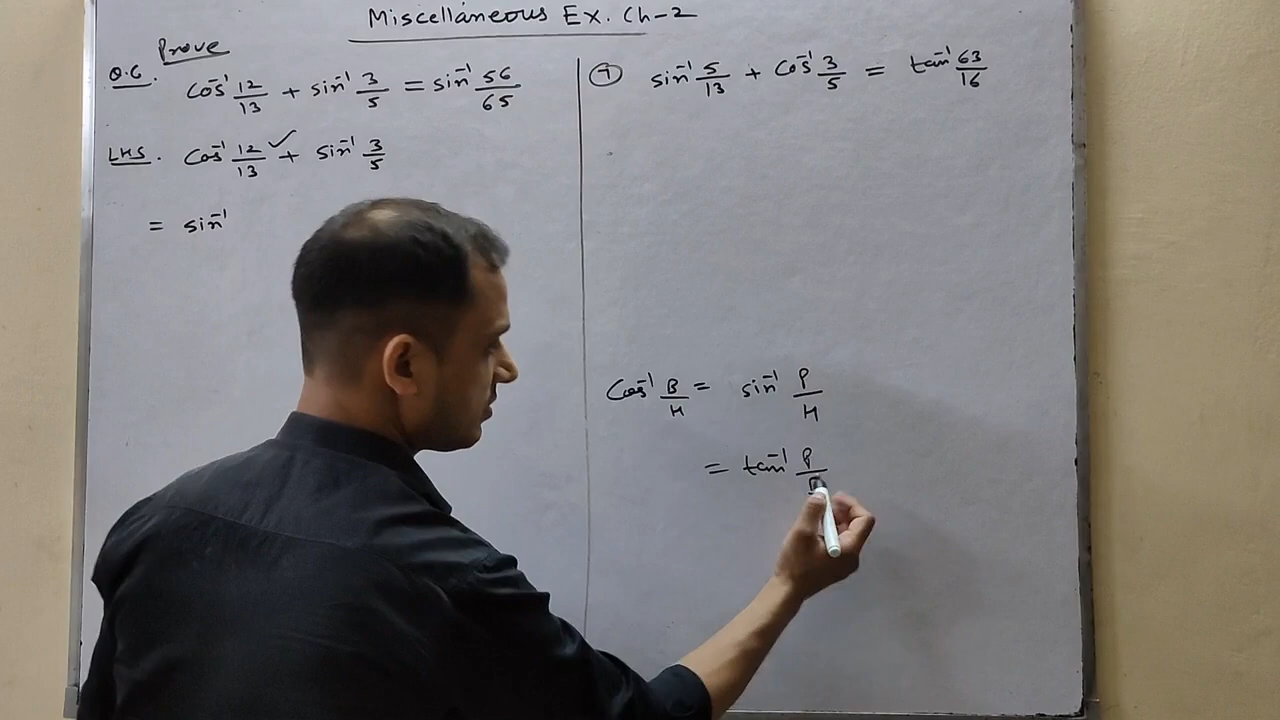 Miscellaneous Ex. Ch-2
Prove
Q.6. cos⁻¹ 12/13 + sin⁻¹ 3/5 = sin⁻¹ 56/65
LHS. cos⁻¹ 12/13 ✓ + sin⁻¹ 3/5
= sin⁻¹
⑦ sin⁻¹ 5/13 + cos⁻¹ 3/5 = tan⁻¹ 63/16
cos⁻¹ B/H = sin⁻¹ P/H
= tan⁻¹ P/B